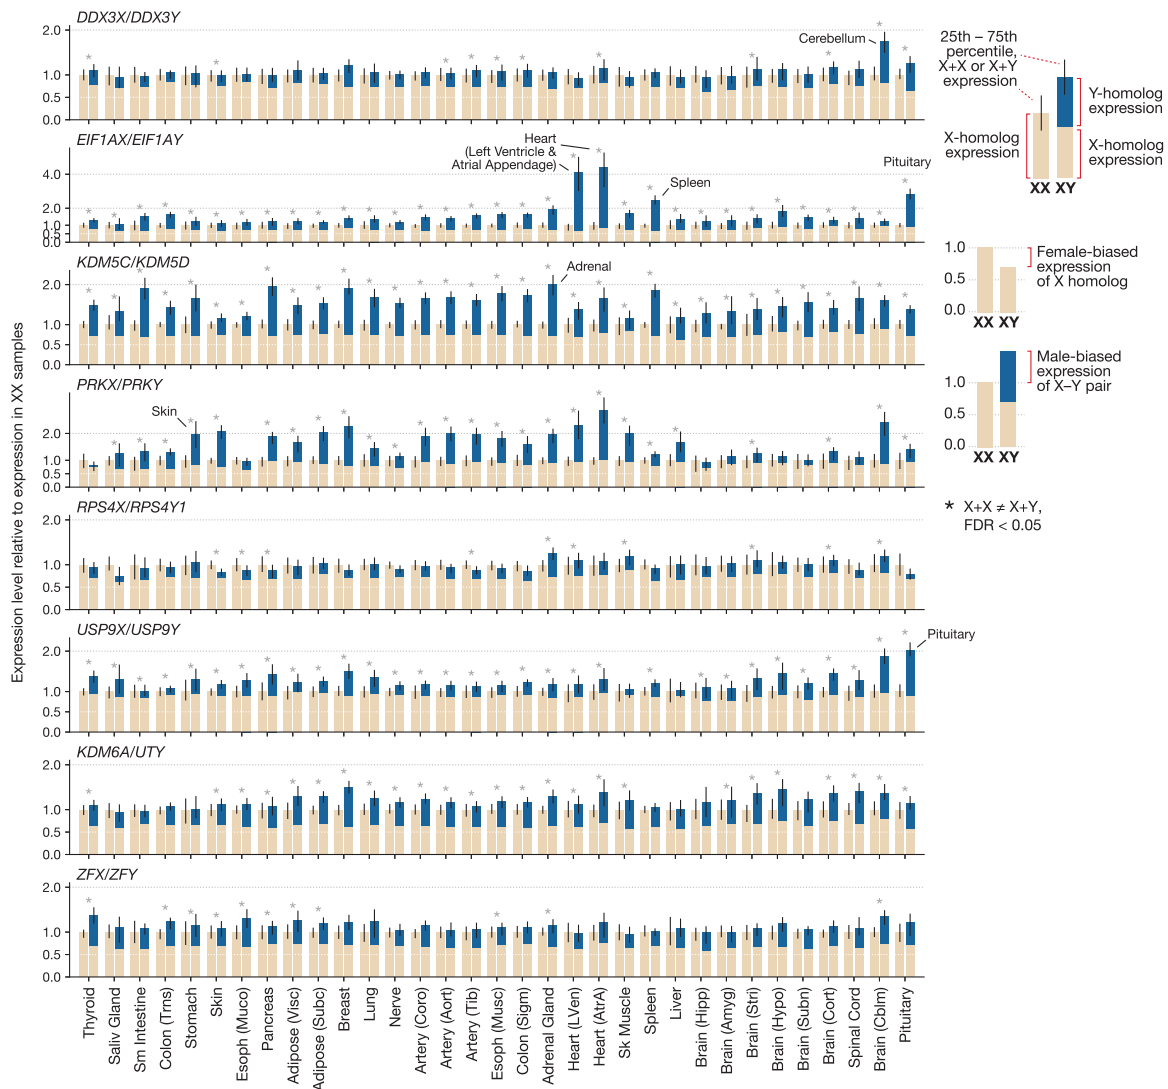 Expression level relative to expression in XX samples
DDX3X/DDX3Y
2.0
1.0
0.5
0.0
Cerebellum
*
*
*
*
*
*
*
*
*
*
EIF1AX/EIF1AY
4.0
2.0
1.0
0.5
0.0
Heart
(Left Ventricle &
Atrial Appendage)
Spleen
Pituitary
KDM5C/KDM5D
2.0
1.0
0.5
0.0
Adrenal
PRKX/PRKY
2.0
1.0
0.5
0.0
Skin
RPS4X/RPS4Y1
2.0
1.0
0.5
0.0
USP9X/USP9Y
2.0
1.0
0.0
Pituitary
KDM6A/UTY
2.0
1.0
0.5
0.0
ZFX/ZFY
2.0
1.0
0.5
0.0
Thyroid
Saliv Gland
Sm Intestine
Colon (Trns)
Stomach
Skin
Esoph (Muco)
Pancreas
Adipose (Visc)
Adipose (Subc)
Breast
Lung
Nerve
Artery (Coro)
Artery (Aort)
Artery (Tib)
Esoph (Musc)
Colon (Sigm)
Adrenal Gland
Heart (LVen)
Heart (AtrA)
Sk Muscle
Spleen
Liver
Brain (Hipp)
Brain (Amyg)
Brain (Stri)
Brain (Hypo)
Brain (Subn)
Brain (Cort)
Spinal Cord
Brain (Cblm)
Pituitary
25th – 75th
percentile,
X+X or X+Y
expression
Y-homolog
expression
X-homolog
expression
X-homolog
expression
XX XY
1.0
0.5
0.0
Female-biased
expression
of X homolog
XX XY
1.0
0.5
0.0
Male-biased
expression
of X–Y pair
XX XY
* X+X ≠ X+Y,
FDR < 0.05